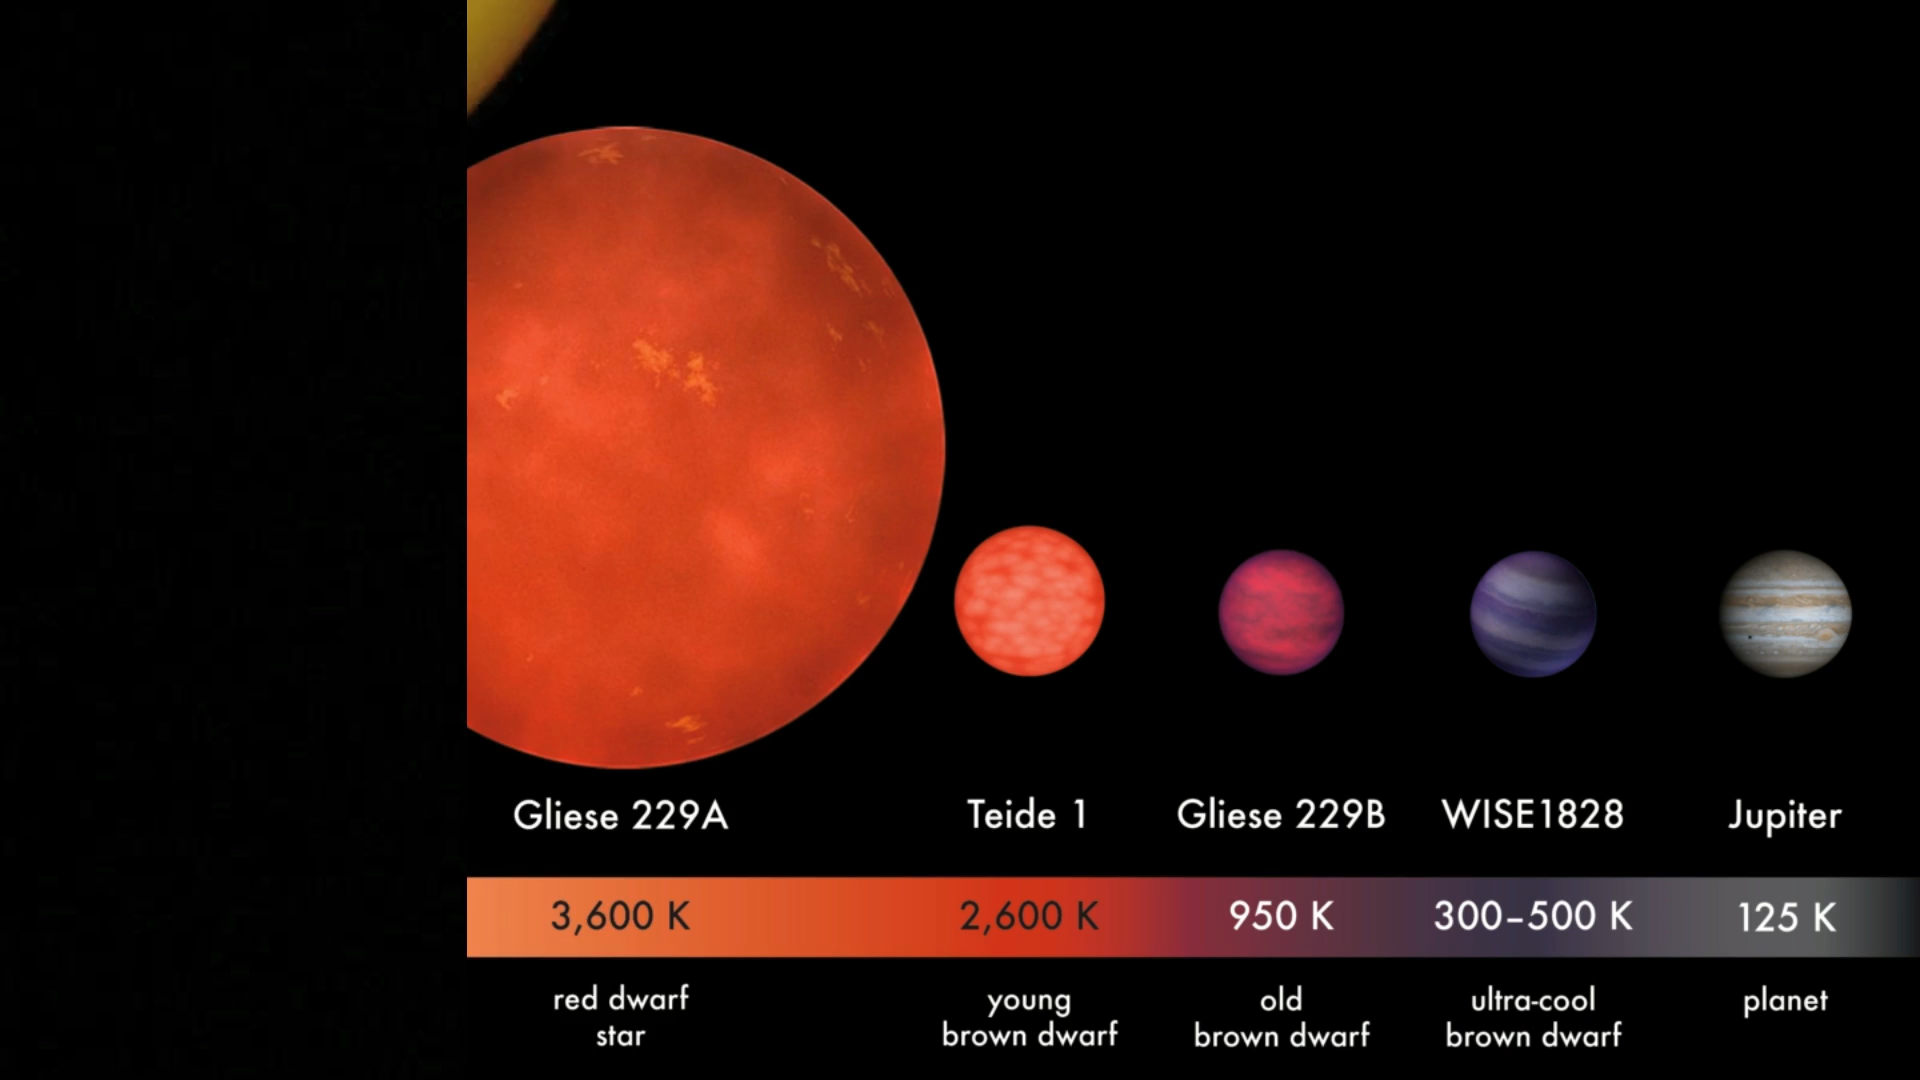 Gliese 229A
Teide 1
Gliese 229B
WISE1828
Jupiter
3,600 K
2,600 K
950 K
300–500 K
125 K
red dwarf
star
young
brown dwarf
old
brown dwarf
ultra-cool
brown dwarf
planet